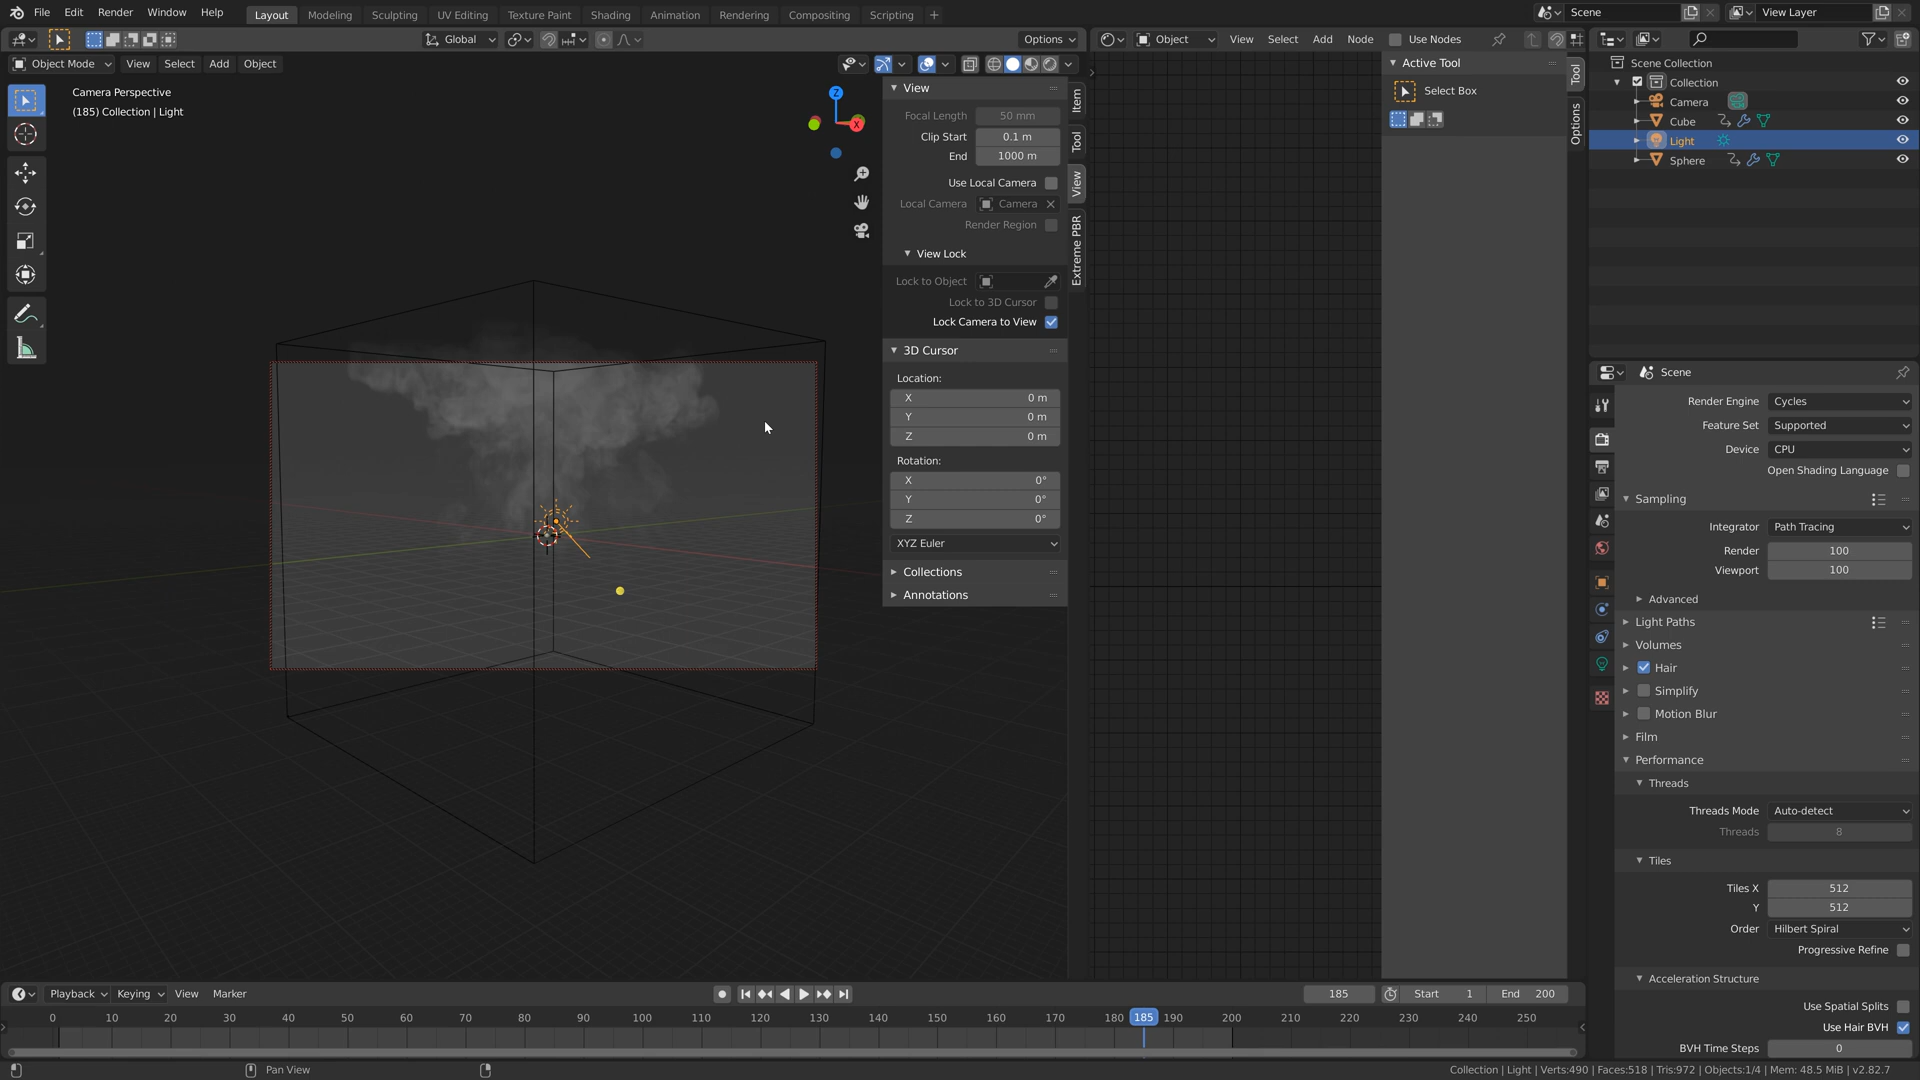 File Edit Render Window Help Layout Modeling Sculpting UV Editing Texture Paint Shading Animation Rendering Compositing Scripting + Scene View Layer
Global Options Object View Select Add Node Use Nodes
Object Mode View Select Add Object
Camera Perspective
(185) Collection | Light
Z
X
View
Focal Length 50 mm
Clip Start 0.1 m
End 1000 m
Use Local Camera
Local Camera Camera
Render Region
View Lock
Lock to Object
Lock to 3D Cursor
Lock Camera to View
3D Cursor
Location:
X 0 m
Y 0 m
Z 0 m
Rotation:
X 0°
Y 0°
Z 0°
XYZ Euler
Collections
Annotations
Item
Tool
View
Extreme PBR
Active Tool
Select Box
Tool
Options
Scene Collection
Collection
Camera
Cube
Light
Sphere
Scene
Render Engine Cycles
Feature Set Supported
Device CPU
Open Shading Language
Sampling
Integrator Path Tracing
Render 100
Viewport 100
Advanced
Light Paths
Volumes
Hair
Simplify
Motion Blur
Film
Performance
Threads
Threads Mode Auto-detect
Threads 8
Tiles
Tiles X 512
Y 512
Order Hilbert Spiral
Progressive Refine
Acceleration Structure
Use Spatial Splits
Use Hair BVH
BVH Time Steps 0
Playback Keying View Marker 185 Start 1 End 200
0 10 20 30 40 50 60 70 80 90 100 110 120 130 140 150 160 170 180 185 190 200 210 220 230 240 250
Pan View
Collection | Light | Verts:490 | Faces:518 | Tris:972 | Objects:1/4 | Mem: 48.5 MiB | v2.82.7